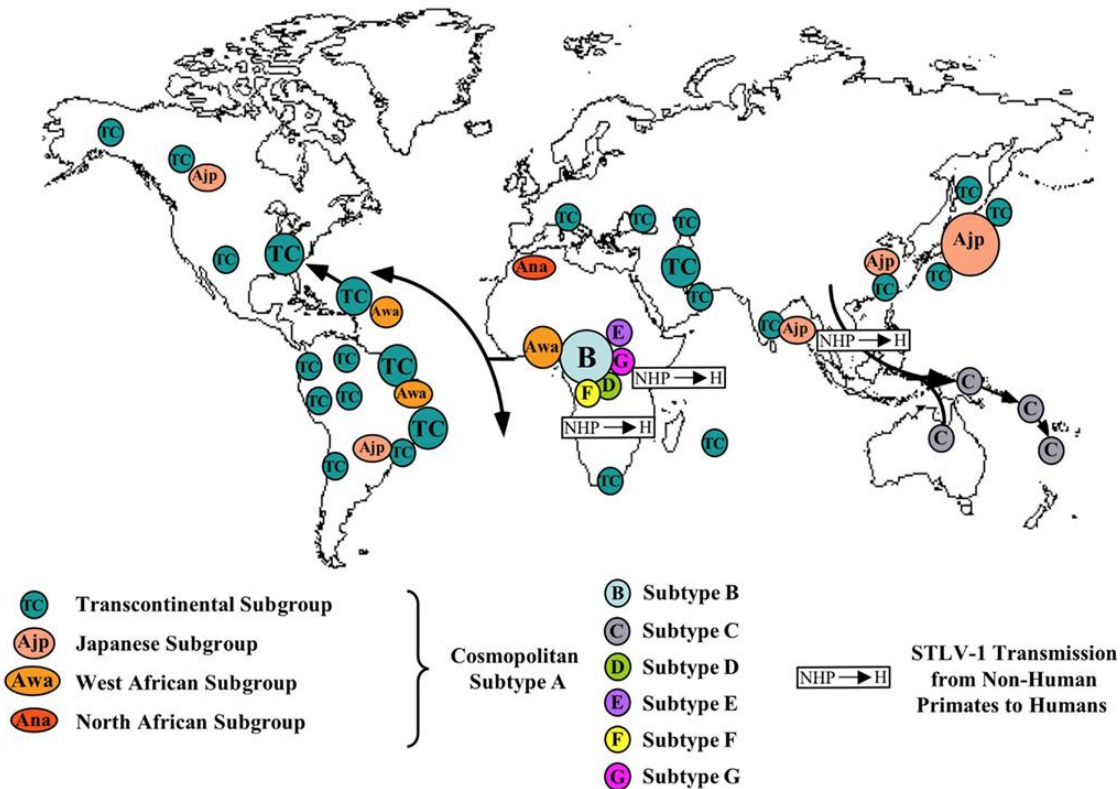 TC
TC
Ajp
TC
TC
TC
Awa
TC
TC
TC
TC
TC
Awa
TC
Ajp
TC
TC
TC
TC
TC
TC
TC
Ana
Awa
B
E
G
F
D
NHP → H
NHP → H
TC
TC
TC
TC
Ajp
TC
Ajp
TC
TC
Ajp
NHP → H
C
C
C
C
TC Transcontinental Subgroup
Ajp Japanese Subgroup
Awa West African Subgroup
Ana North African Subgroup
Cosmopolitan
Subtype A
B Subtype B
C Subtype C
D Subtype D
E Subtype E
F Subtype F
G Subtype G
NHP → H
STLV-1 Transmission
from Non-Human
Primates to Humans